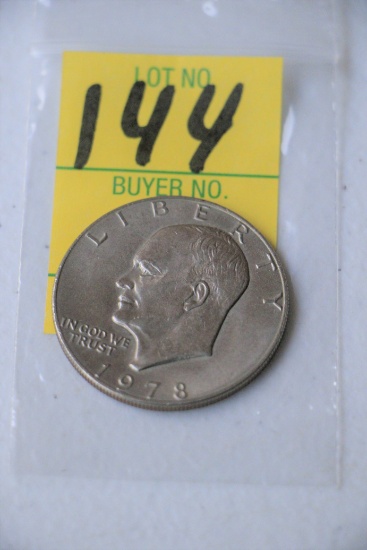 LOT NO.
144
BUYER NO.
LIBERTY
IN GOD WE
TRUST
1978